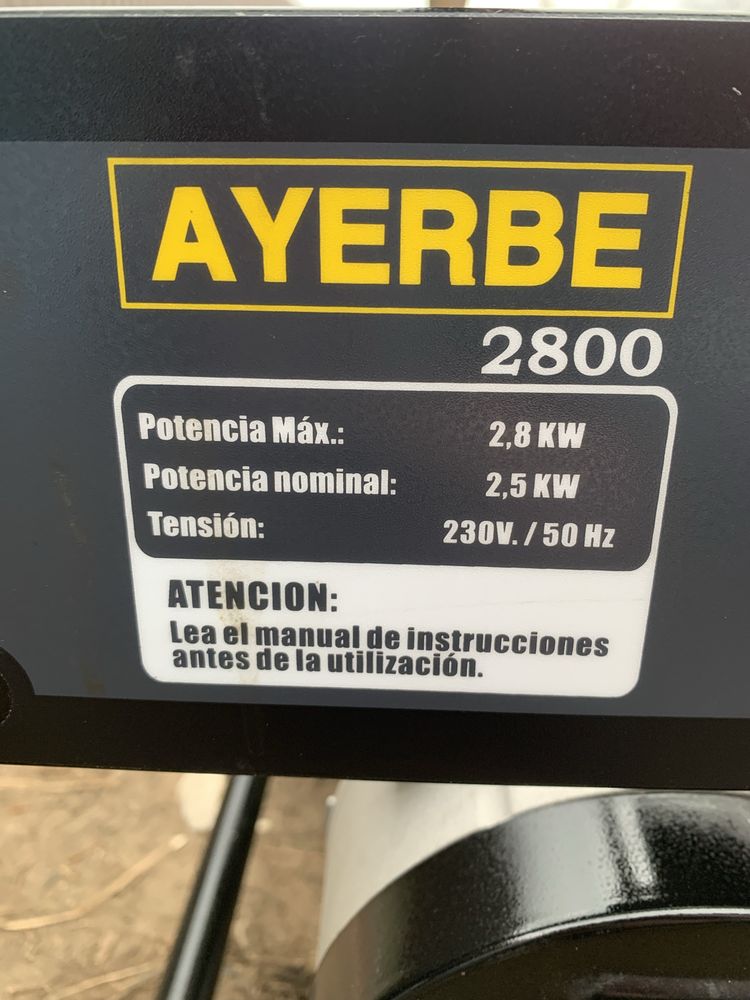 AYERBE
2800
Potencia Máx.: 2,8 KW
Potencia nominal: 2,5 KW
Tensión: 230V. / 50 Hz
ATENCION:
Lea el manual de instrucciones
antes de la utilización.